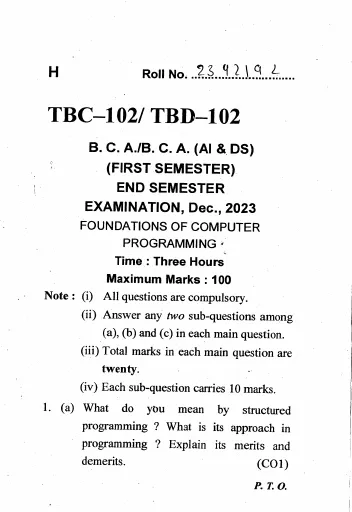 H Roll No. 2392192
TBC–102/ TBD–102
B. C. A./B. C. A. (AI & DS)
(FIRST SEMESTER)
END SEMESTER
EXAMINATION, Dec., 2023
FOUNDATIONS OF COMPUTER
PROGRAMMING
Time : Three Hours
Maximum Marks : 100
Note : (i) All questions are compulsory.
(ii) Answer any two sub-questions among
(a), (b) and (c) in each main question.
(iii) Total marks in each main question are
twenty.
(iv) Each sub-question carries 10 marks.
1. (a) What do you mean by structured
programming ? What is its approach in
programming ? Explain its merits and
demerits. (CO1)
P. T. O.